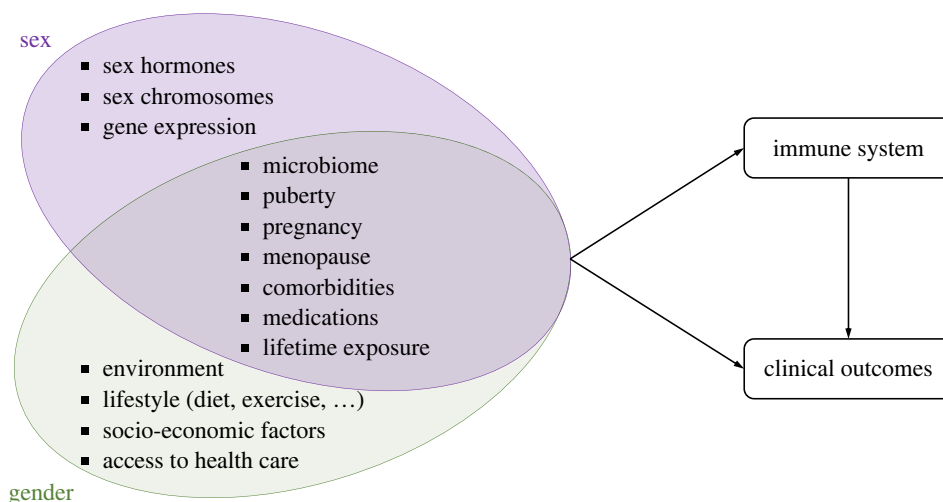 sex
▪ sex hormones
▪ sex chromosomes
▪ gene expression
▪ microbiome
▪ puberty
▪ pregnancy
▪ menopause
▪ comorbidities
▪ medications
▪ lifetime exposure
▪ environment
▪ lifestyle (diet, exercise, …)
▪ socio-economic factors
▪ access to health care
gender
immune system
clinical outcomes